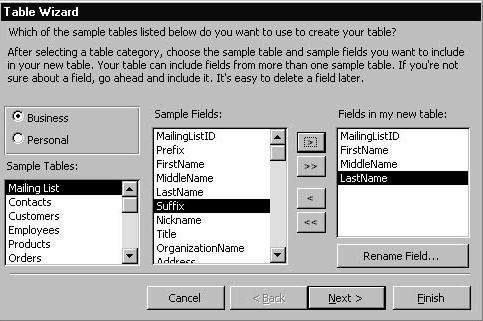 Table Wizard
Which of the sample tables listed below do you want to use to create your table?
After selecting a table category, choose the sample table and sample fields you want to include
in your new table. Your table can include fields from more than one sample table. If you're not
sure about a field, go ahead and include it. It's easy to delete a field later.
Business
Personal
Sample Tables:
Mailing List
Contacts
Customers
Employees
Products
Orders
Sample Fields:
MailingListID
Prefix
FirstName
MiddleName
LastName
Suffix
Nickname
Title
OrganizationName
Address
>
>>
<
<<
Fields in my new table:
MailingListID
FirstName
MiddleName
LastName
Rename Field...
Cancel
< Back
Next >
Finish